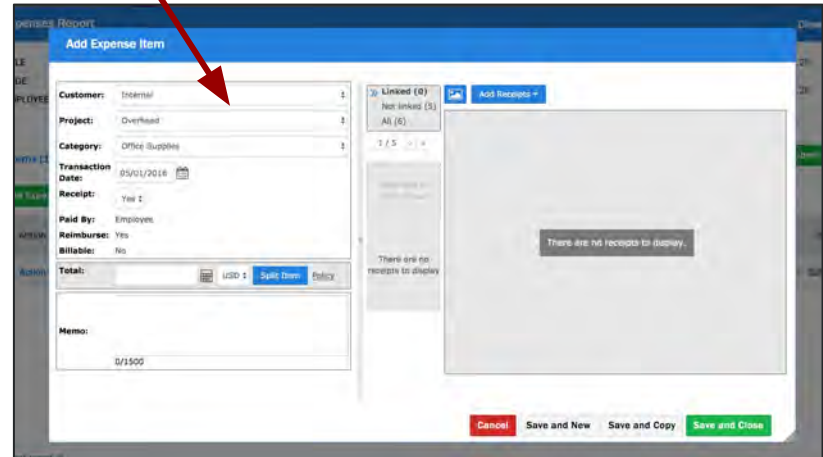 penses Report
Add Expense Item
Customer: Internal
Project: Overhead
Category: Office Supplies
Transaction Date: 05/01/2016
Receipt: Yes
Paid By: Employee
Reimburse: Yes
Billable: No
Total: USD Split Item Policy
Memo:
0/1500
» Linked (0)
Not linked (5)
All (6)
1 / 5
There are no
receipts to display
Add Receipts
There are no receipts to display.
Cancel Save and New Save and Copy Save and Close